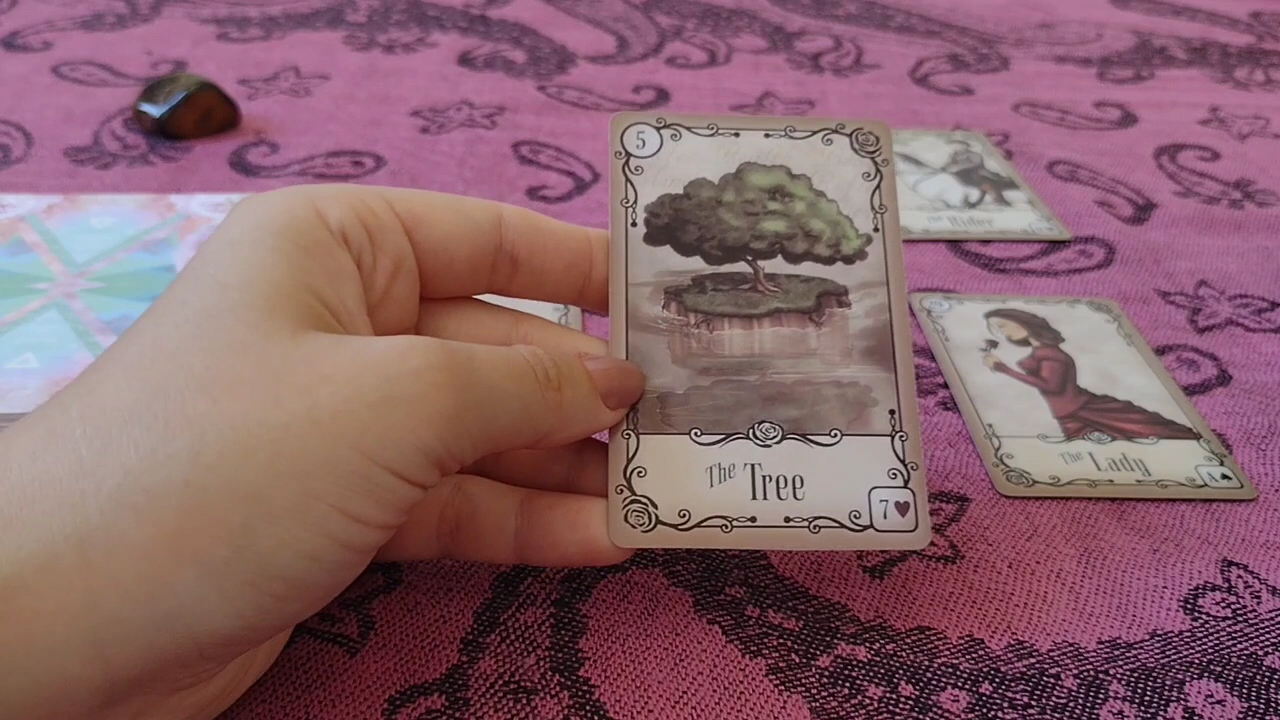 5
The Tree
7♥
The Rider
The Lady
A♠